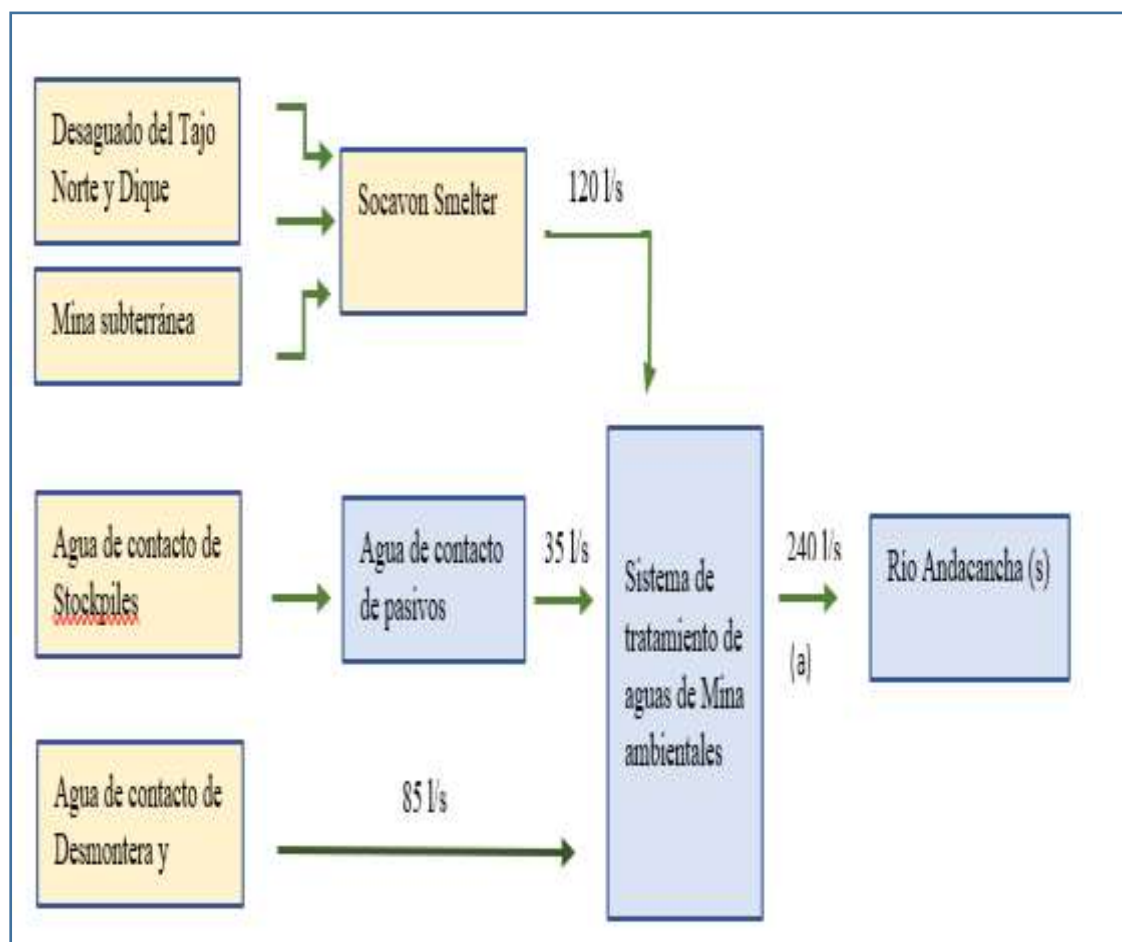 Desaguado del Tajo
Norte y Dique
Socavon Smelter
120 l/s
Mina subterránea
Agua de contacto de
Stockpiles
Agua de contacto
de pasivos
35 l/s
Sistema de
tratamiento de
aguas de Mina
ambientales
240 l/s
(a)
Rio Andacancha (s)
Agua de contacto de
Desmontera y
85 l/s